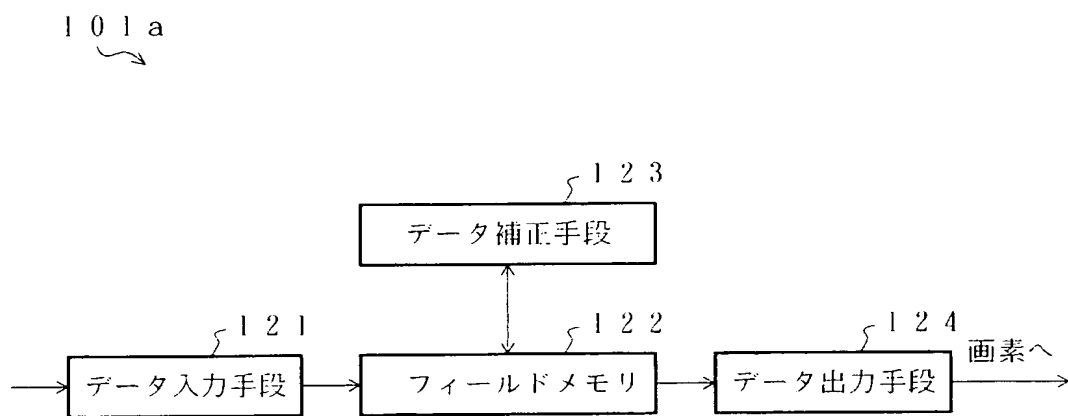 101a
123
データ補正手段
121
データ入力手段
122
フィールドメモリ
124
データ出力手段
画素へ